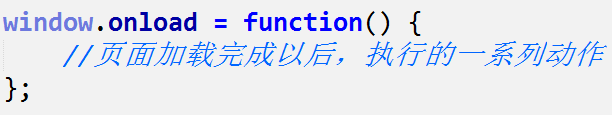 window.onload = function() {
    //页面加载完成以后，执行的一系列动作
};